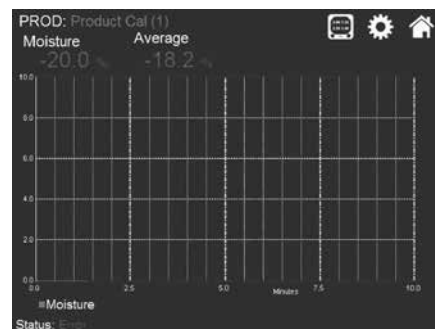 PROD: Product Cal (1)
Moisture Average
-20.0 % -18.2 %
10.0
8.0
6.0
4.0
2.0
0.0
0.0 2.5 5.0 Minutes 7.5 10.0
Moisture
Status: Error